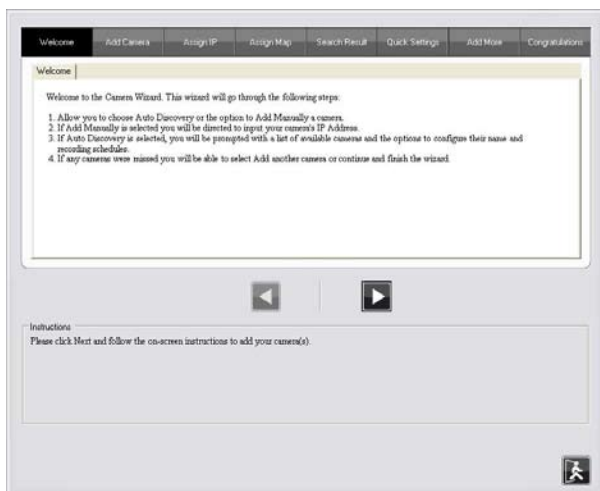 Welcome Add Camera Assign IP Assign Map Search Result Quick Settings Add More Congratulations
Welcome
Welcome to the Camera Wizard. This wizard will go through the following steps:
1. Allow you to choose Auto Discovery or the option to Add Manually a camera.
2. If Add Manually is selected you will be directed to input your camera's IP Address.
3. If Auto Discovery is selected, you will be prompted with a list of available cameras and the options to configure their name and
recording schedules.
4. If any cameras were missed you will be able to select Add another camera or continue and finish the wizard.
Instructions
Please click Next and follow the on-screen instructions to add your camera(s).